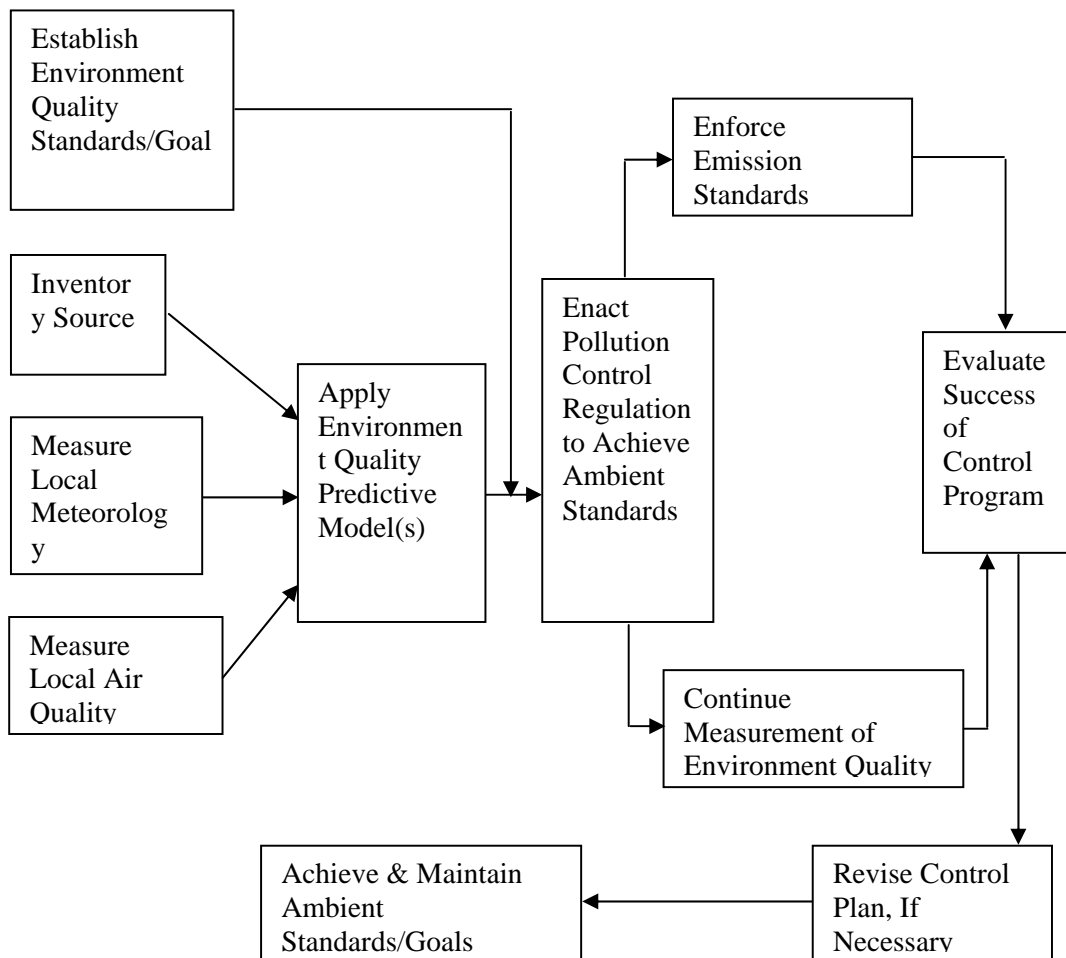 Establish
Environment
Quality
Standards/Goal
Inventor
y Source
Measure
Local
Meteorolog
y
Measure
Local Air
Quality
Apply
Environmen
t Quality
Predictive
Model(s)
Enact
Pollution
Control
Regulation
to Achieve
Ambient
Standards
Enforce
Emission
Standards
Continue
Measurement of
Environment Quality
Evaluate
Success
of
Control
Program
Revise Control
Plan, If
Necessary
Achieve & Maintain
Ambient
Standards/Goals